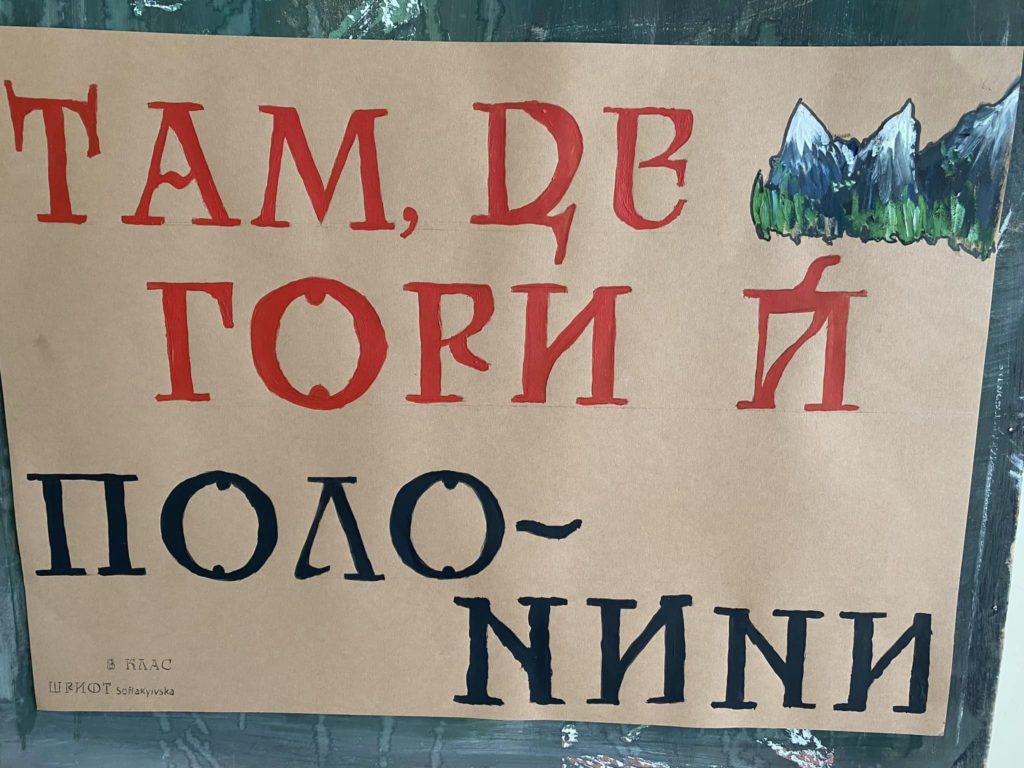 ТАМ, ДЕ
ГОРИ Й
ПОЛО-
НИНИ
8 КЛАС
ШРИФТ SofiaKyivska